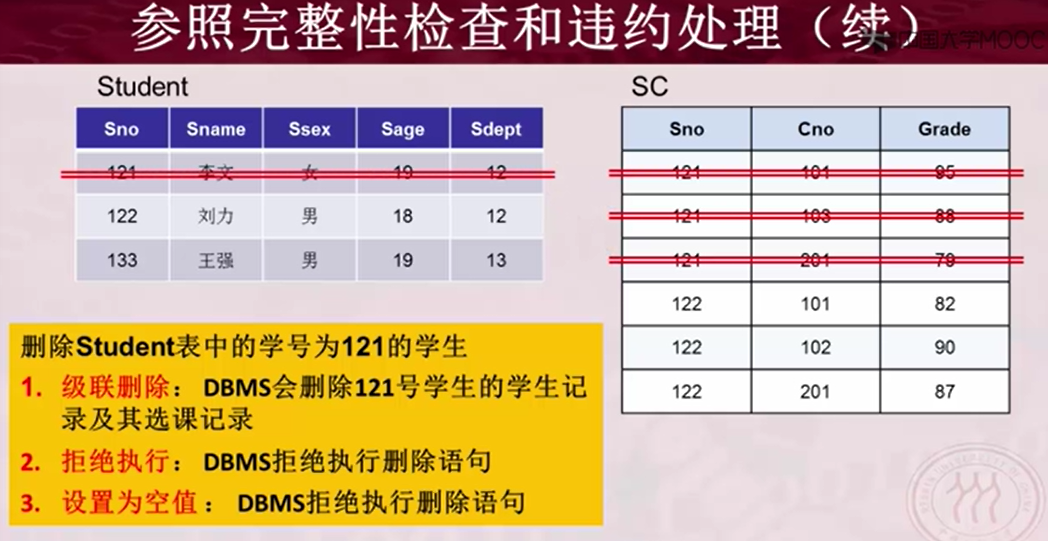 参照完整性检查和违约处理（续）
中国大学MOOC
Student
Sno Sname Ssex Sage Sdept
121 李文 女 19 12
122 刘力 男 18 12
133 王强 男 19 13
SC
Sno Cno Grade
121 101 95
121 103 88
121 201 79
122 101 82
122 102 90
122 201 87
删除Student表中的学号为121的学生
1. 级联删除： DBMS会删除121号学生的学生记
录及其选课记录
2. 拒绝执行： DBMS拒绝执行删除语句
3. 设置为空值： DBMS拒绝执行删除语句